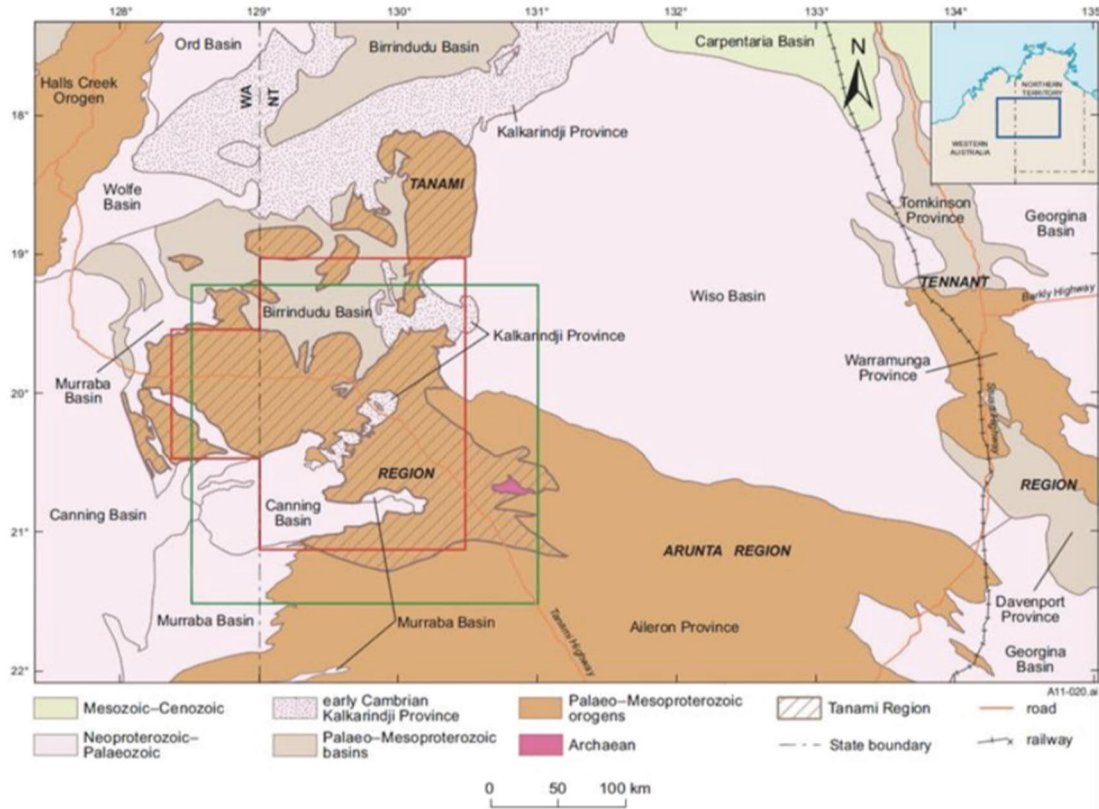 128°
129°
130°
131°
132°
133°
134°
135
Ord Basin
Birrindudu Basin
Carpentaria Basin
N
NORTHERN
TERRITORY
WESTERN
AUSTRALIA
Halls Creek
Orogen
WA
NT
18°
Kalkarindji Province
TANAMI
Wolfe
Basin
Tomkinson
Province
Georgina
Basin
19°
TENNANT
Barkly Highway
Wiso Basin
Birrindudu Basin
Kalkarindji Province
Warramunga
Province
Murraba
Basin
20°
Stuart Highway
REGION
REGION
Canning Basin
Canning
Basin
21°
ARUNTA REGION
Davenport
Province
Murraba Basin
Murraba Basin
Tanami Highway
Aileron Province
Georgina
Basin
22°
A11-020.ai
Mesozoic–Cenozoic
early Cambrian
Kalkarindji Province
Palaeo–Mesoproterozoic
orogens
Tanami Region
road
Neoproterozoic–
Palaeozoic
Palaeo–Mesoproterozoic
basins
Archaean
State boundary
railway
0 50 100 km